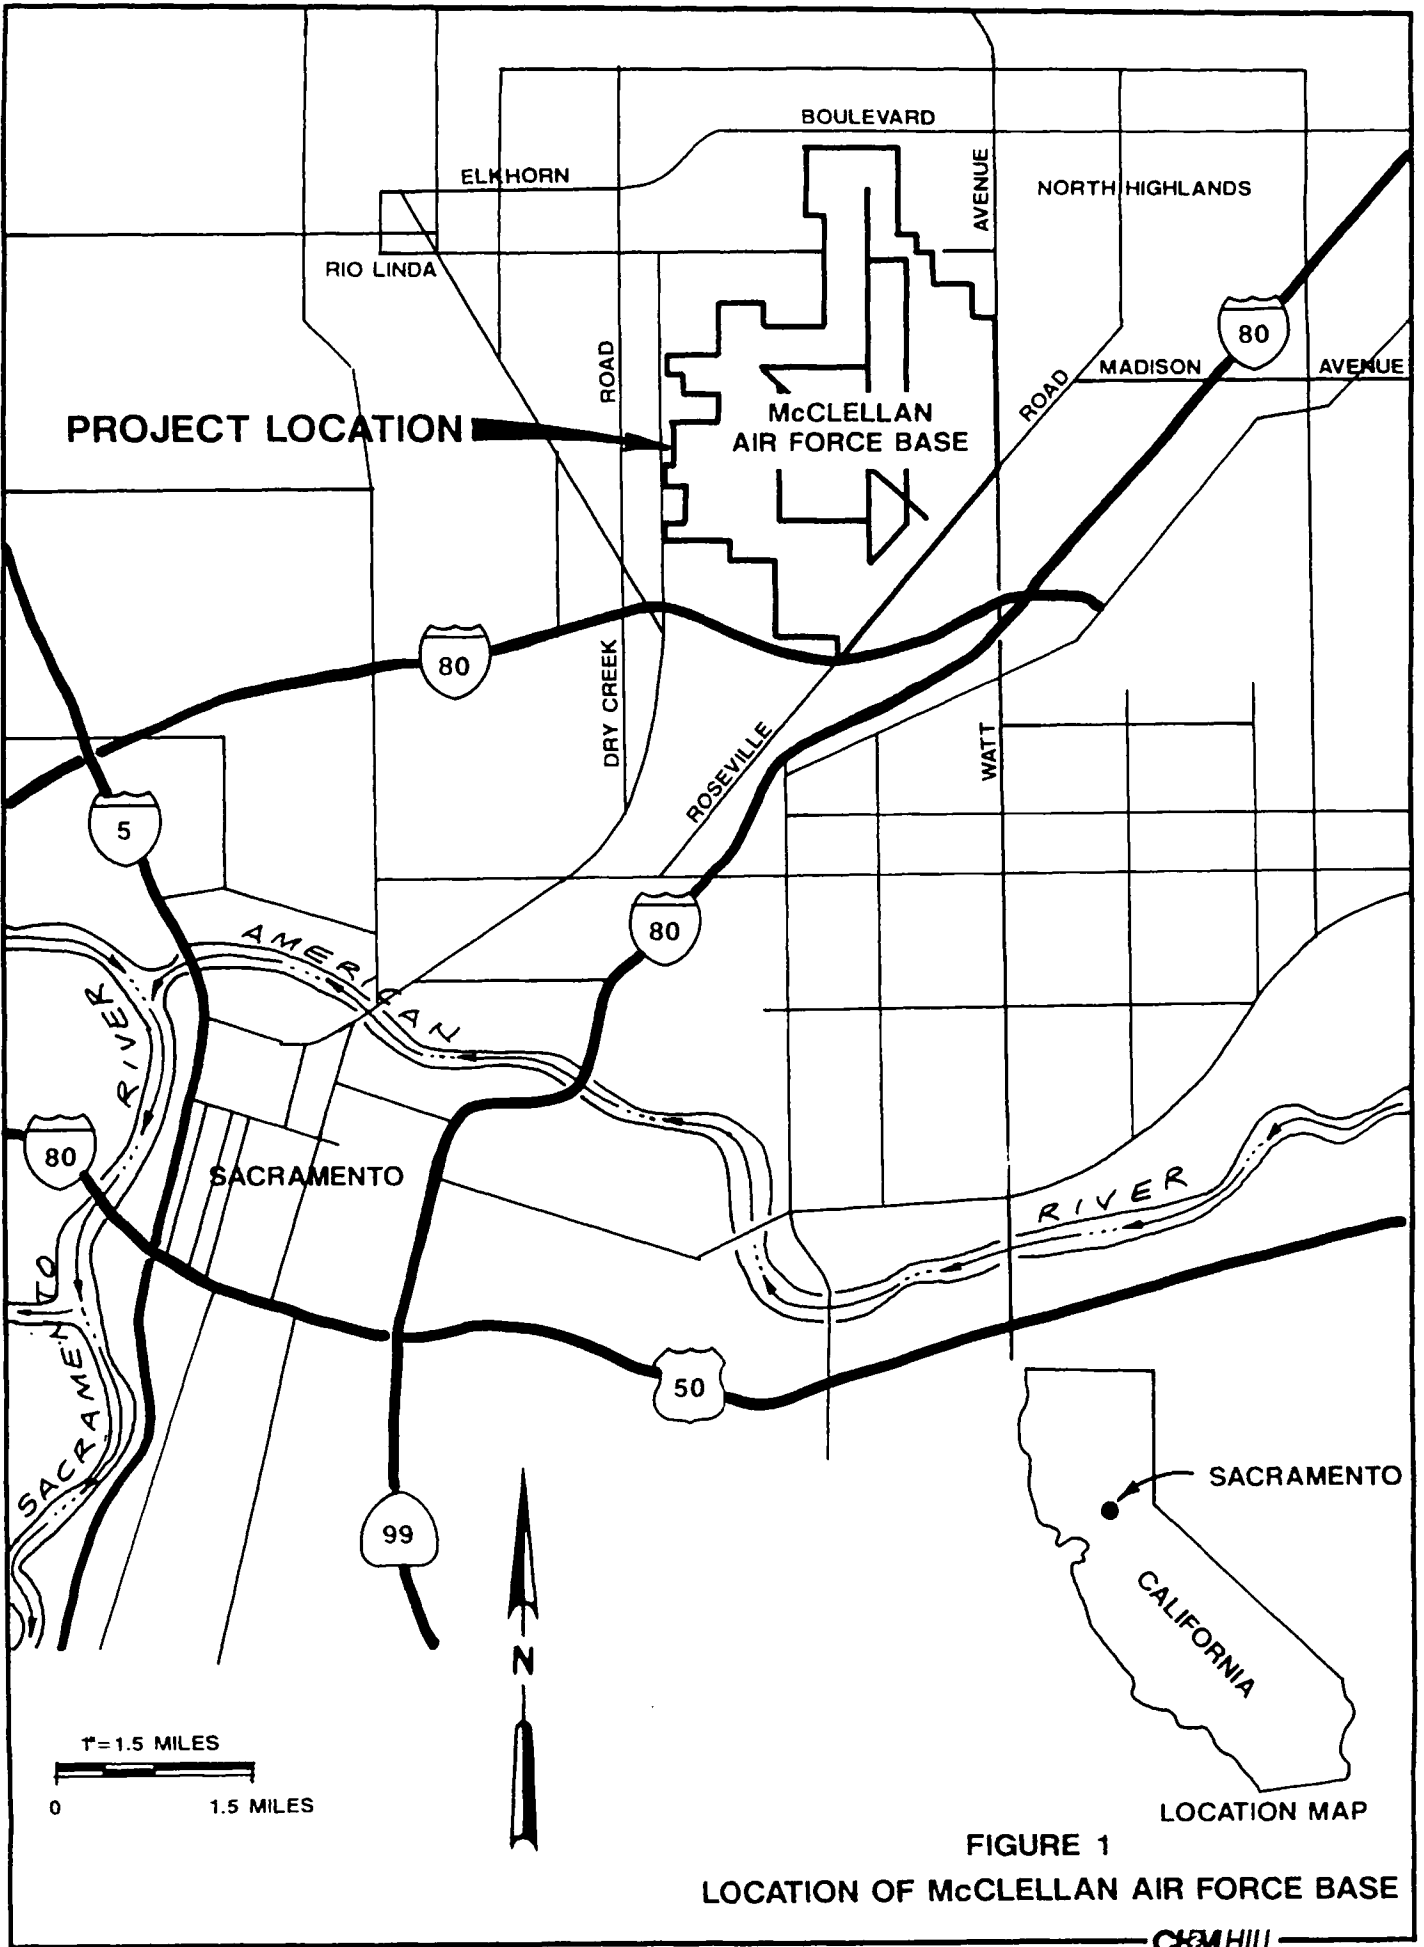 BOULEVARD
ELKHORN
AVENUE
NORTH HIGHLANDS
RIO LINDA
80
ROAD
MADISON
AVENUE
ROAD
PROJECT LOCATION
McCLELLAN
AIR FORCE BASE
80
DRY CREEK
ROSEVILLE
WATT
5
80
AMERICAN
RIVER
80
SACRAMENTO
RIVER
SACRAMENTO
50
99
SACRAMENTO
CALIFORNIA
N
1"=1.5 MILES
0 1.5 MILES
LOCATION MAP
FIGURE 1
LOCATION OF McCLELLAN AIR FORCE BASE
CH2M HILL